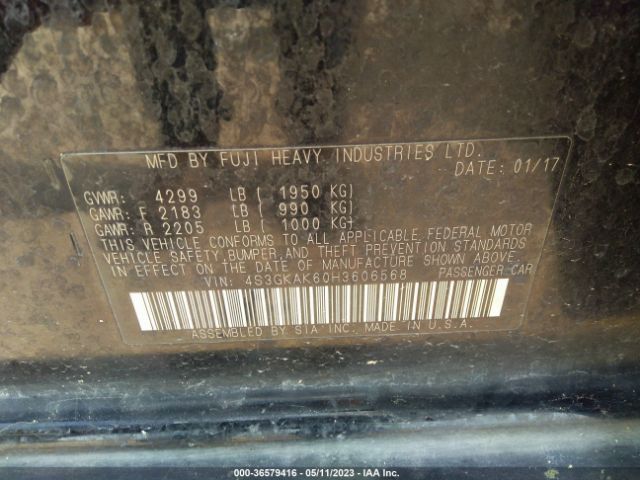 MFD BY FUJI HEAVY INDUSTRIES LTD.
DATE: 01/17
GVWR: 4299 LB ( 1950 KG)
GAWR: F 2183 LB ( 990 KG)
GAWR: R 2205 LB ( 1000 KG)
THIS VEHICLE CONFORMS TO ALL APPLICABLE FEDERAL MOTOR
VEHICLE SAFETY, BUMPER, AND THEFT PREVENTION STANDARDS
IN EFFECT ON THE DATE OF MANUFACTURE SHOWN ABOVE.
VIN: 4S3GKAK60H3606568 PASSENGER CAR
ASSEMBLED BY SIA INC. MADE IN U.S.A.
000-36579416 - 05/11/2023 - IAA Inc.